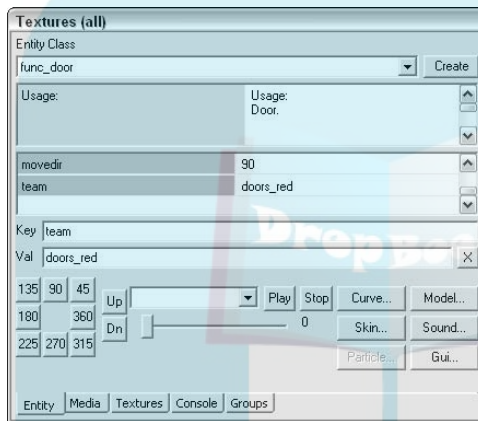 Textures (all)
Entity Class
func_door
Create
Usage:
Usage:
Door.
movedir 90
team doors_red
Key team
Val doors_red X
135 90 45
180 360
225 270 315
Up
Dn
Play Stop
0
Curve... Model...
Skin... Sound...
Particle... Gui...
Entity Media Textures Console Groups